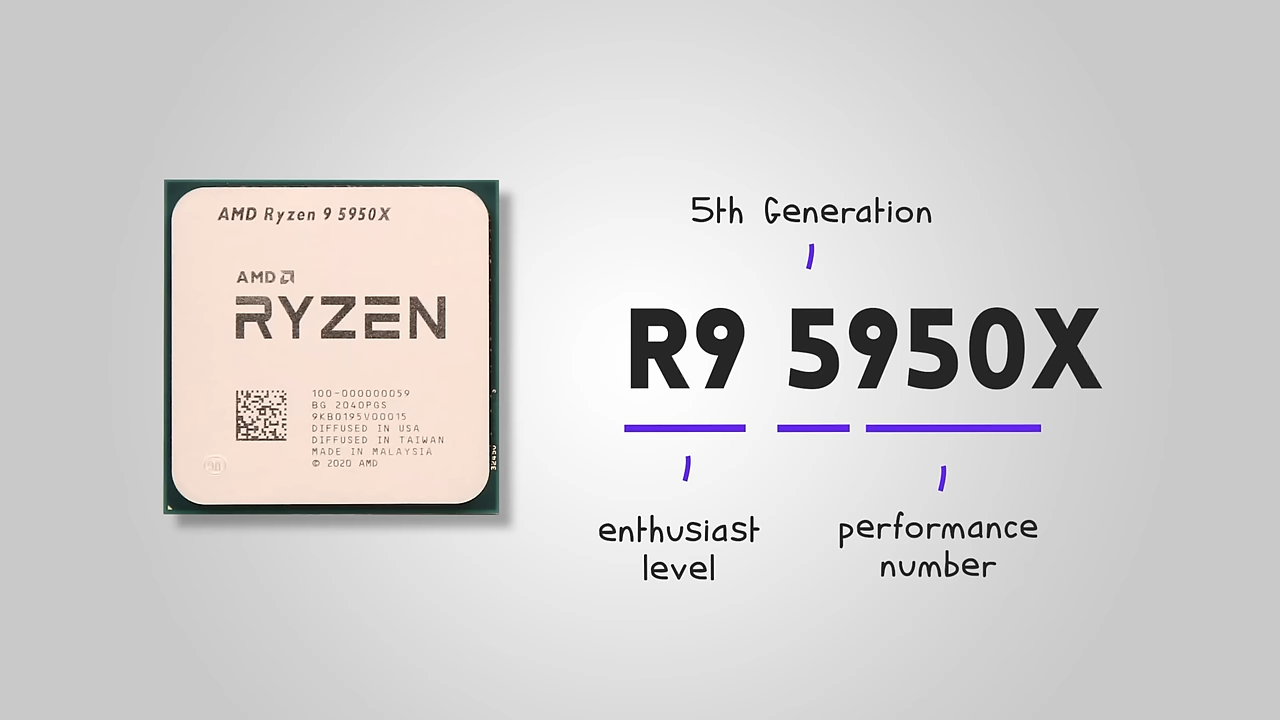 AMD Ryzen 9 5950X
AMD
RYZEN
100-000000059
BG 2040PGS
9KB0195V00015
DIFFUSED IN USA
DIFFUSED IN TAIWAN
MADE IN MALAYSIA
© 2020 AMD
5th Generation
R9 5950X
enthusiast
level
performance
number